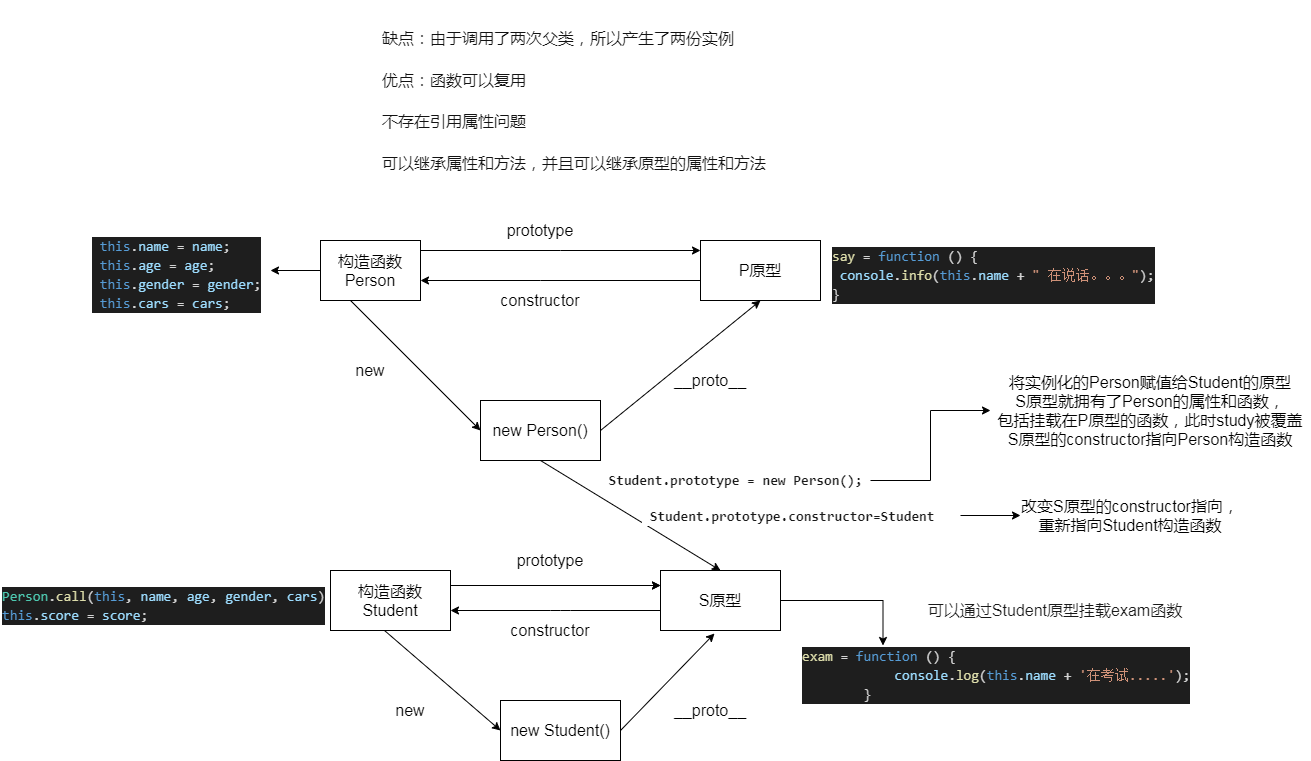 缺点：由于调用了两次父类，所以产生了两份实例
优点：函数可以复用
不存在引用属性问题
可以继承属性和方法，并且可以继承原型的属性和方法
this.name = name;
this.age = age;
this.gender = gender;
this.cars = cars;
构造函数
Person
prototype
constructor
P原型
say = function () {
console.info(this.name + " 在说话。。。");
}
new
__proto__
new Person()
将实例化的Person赋值给Student的原型
S原型就拥有了Person的属性和函数，
包括挂载在P原型的函数，此时study被覆盖
S原型的constructor指向Person构造函数
Student.prototype = new Person();
Student.prototype.constructor=Student
改变S原型的constructor指向，
重新指向Student构造函数
Person.call(this, name, age, gender, cars)
this.score = score;
构造函数
Student
prototype
constructor
S原型
可以通过Student原型挂载exam函数
exam = function () {
console.log(this.name + '在考试.....');
}
new
__proto__
new Student()